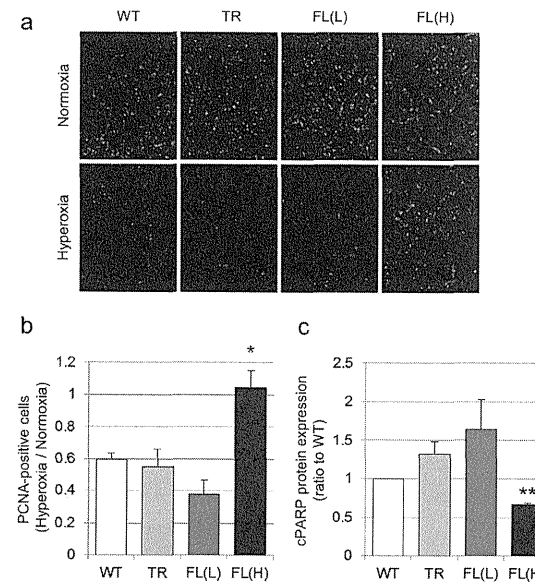 a
WT TR FL(L) FL(H)
Normoxia
Hyperoxia
b
PCNA-positive cells
(Hyperoxia / Normoxia)
1.2
1
0.8
0.6
0.4
0.2
0
*
WT TR FL(L) FL(H)
c
cPARP protein expression
(ratio to WT)
2.5
2
1.5
1
0.5
0
**
WT TR FL(L) FL(H)